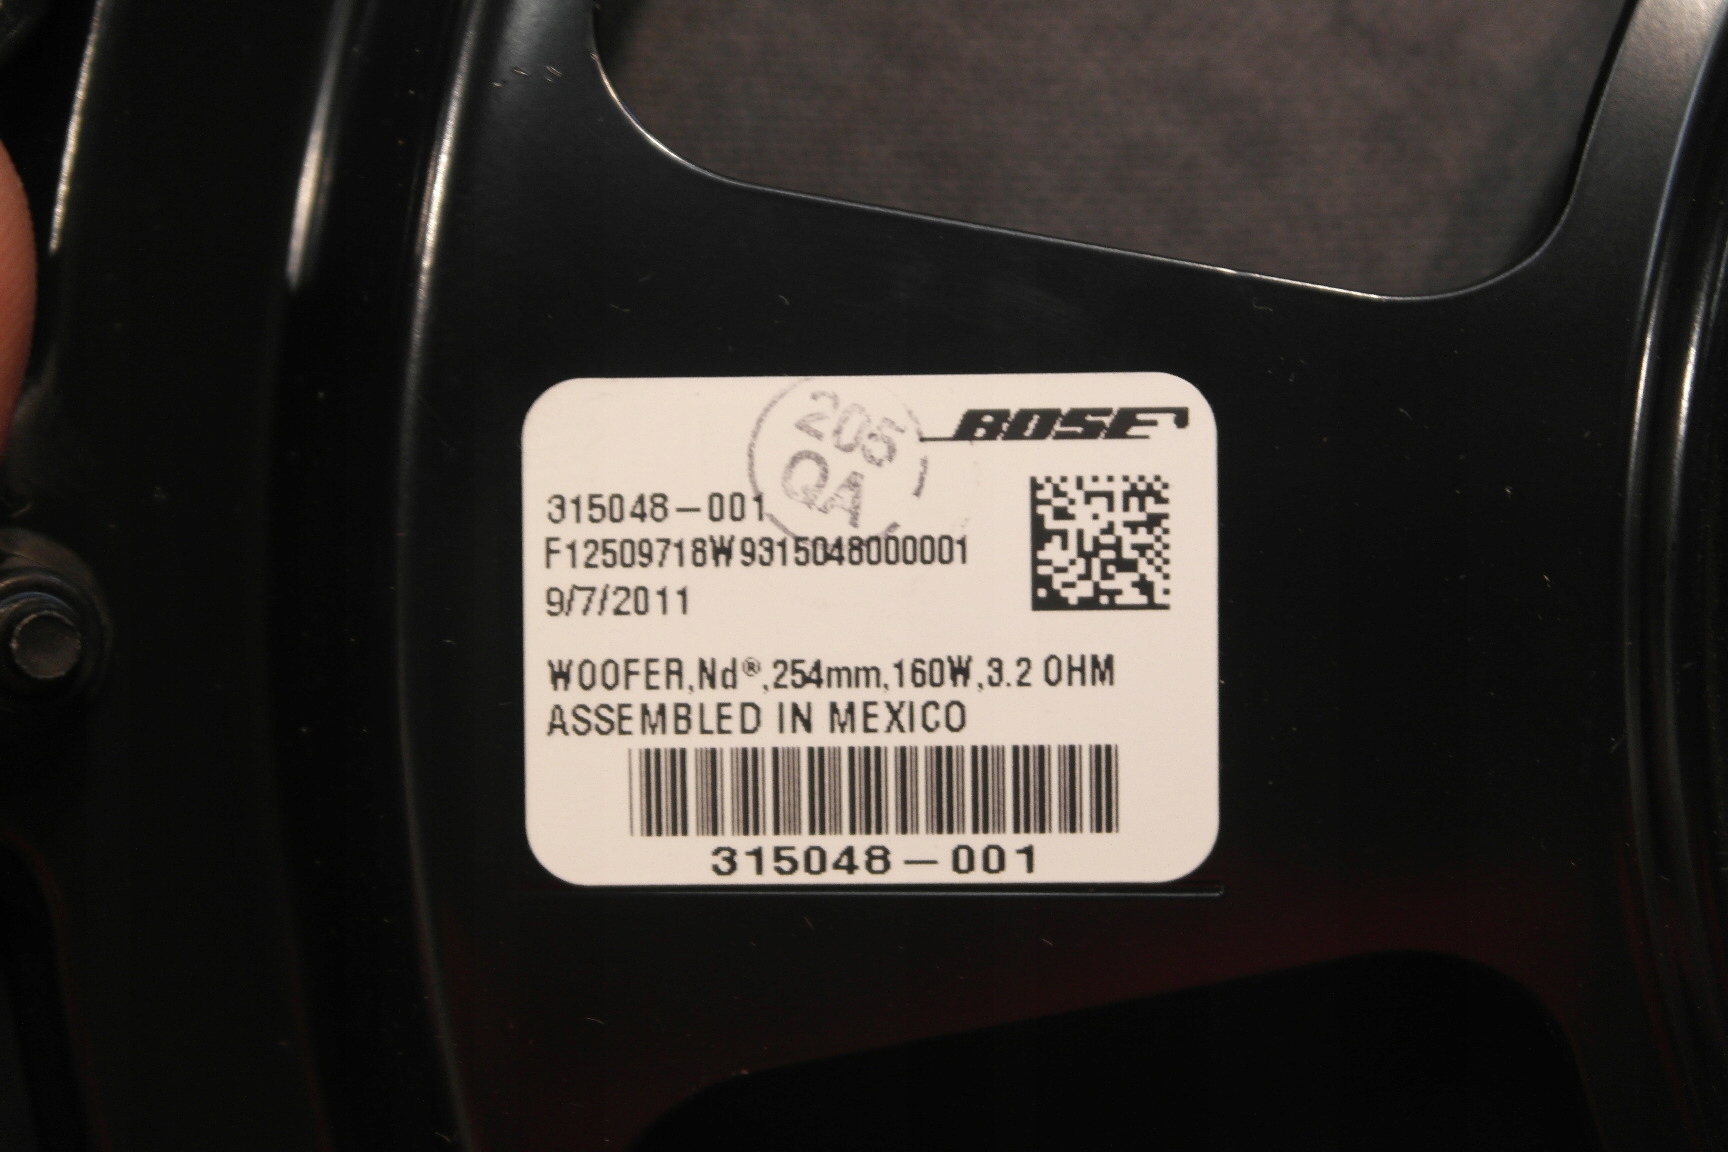 205
QA
BOSE
315048-001
F12509718W9315048000001
9/7/2011
WOOFER,Nd®,254mm,160W,3.2 OHM
ASSEMBLED IN MEXICO
315048-001